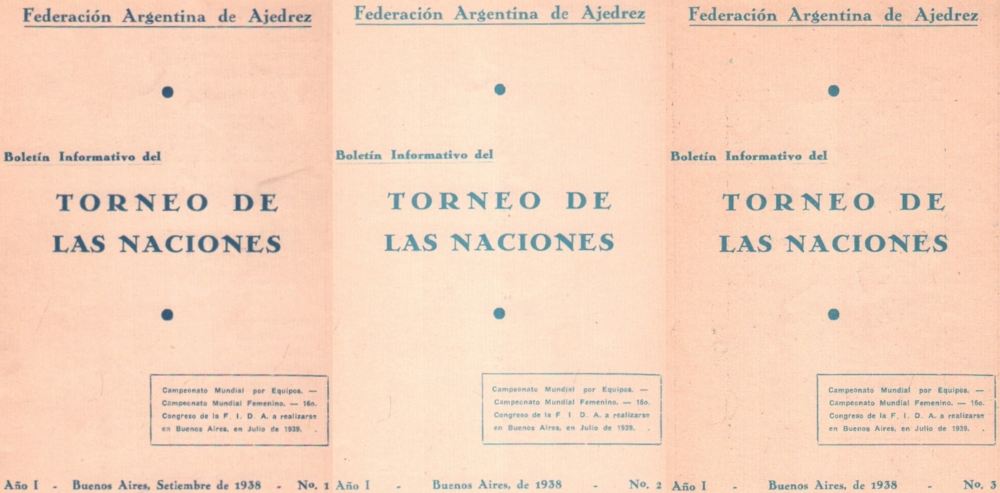 Federación Argentina de Ajedrez
Boletín Informativo del
TORNEO DE
LAS NACIONES
Campeonato Mundial por Equipos. —
Campeonato Mundial Femenino. — 16o.
Congreso de la F. I. D. A. a realizarse
en Buenos Aires, en Julio de 1939.
Año I - Buenos Aires, Setiembre de 1938 - No. 1
Federación Argentina de Ajedrez
Boletín Informativo del
TORNEO DE
LAS NACIONES
Campeonato Mundial por Equipos. —
Campeonato Mundial Femenino. — 16o.
Congreso de la F. I. D. A. a realizarse
en Buenos Aires, en Julio de 1939.
Año I - Buenos Aires, de 1938 - No. 2
Federación Argentina de Ajedrez
Boletín Informativo del
TORNEO DE
LAS NACIONES
Campeonato Mundial por Equipos. —
Campeonato Mundial Femenino. — 16o.
Congreso de la F. I. D. A. a realizarse
en Buenos Aires, en Julio de 1939.
Año I - Buenos Aires, de 1938 - No. 3